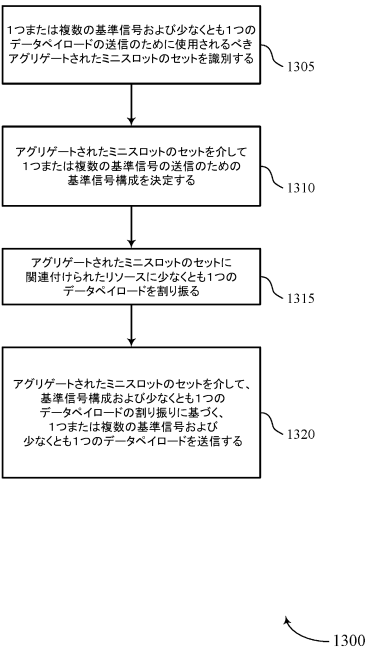 1つまたは複数の基準信号および少なくとも1つの
データペイロードの送信のために使用されるべき
アグリゲートされたミニスロットのセットを識別する
1305
アグリゲートされたミニスロットのセットを介して
1つまたは複数の基準信号の送信のための
基準信号構成を決定する
1310
アグリゲートされたミニスロットのセットに
関連付けられたリソースに少なくとも1つの
データペイロードを割り振る
1315
アグリゲートされたミニスロットのセットを介して、
基準信号構成および少なくとも1つの
データペイロードの割り振りに基づく、
1つまたは複数の基準信号および
少なくとも1つのデータペイロードを送信する
1320
1300